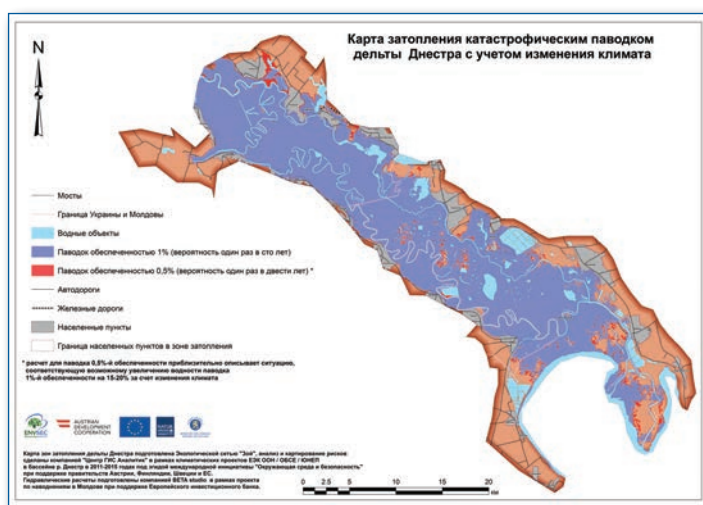 Карта затопления катастрофическим паводком
дельты Днестра с учетом изменения климата
N
Мосты
Граница Украины и Молдовы
Водные объекты
Паводок обеспеченностью 1% (вероятность один раз в сто лет)
Паводок обеспеченностью 0,5% (вероятность один раз в двести лет) *
Автодороги
Железные дороги
Населенные пункты
Граница населенных пунктов в зоне затопления
* расчет для паводка 0,5%-й обеспеченности приблизительно описывает ситуацию,
соответствующую возможному увеличению водности паводка
1%-й обеспеченности на 15-20% за счет изменения климата
ENVSEC
AUSTRIAN
DEVELOPMENT
COOPERATION
Карта зон затопления дельты Днестра подготовлена Экологической сетью "Зой", анализ и картирование рисков
сделаны компанией "Центр ГИС Аналитик" в рамках климатических проектов ЕЭК ООН / ОБСЕ / ЮНЕП
в бассейне р. Днестр в 2011-2015 годах под эгидой международной инициативы "Окружающая среда и безопасность"
при поддержке правительств Австрии, Финляндии, Швеции и ЕС.
Гидравлические расчеты подготовлены компанией BETA studio в рамках проекта
по наводнениям в Молдове при поддержке Европейского инвестиционного банка.
0 2.5 5 10 15 20
км